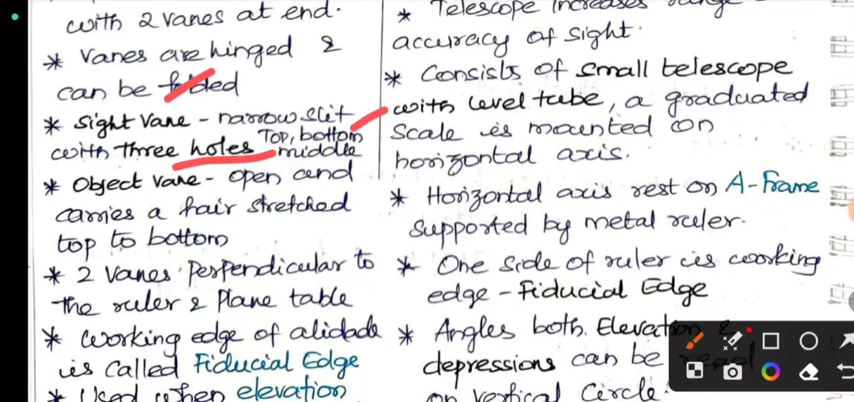 with 2 vanes at end.
* Vanes are hinged &
can be folded
* Sight Vane - narrow slit
with three holes Top, bottom
middle
* Object Vane - open and
carries a hair stretched
top to bottom
* 2 Vanes perpendicular to
the ruler & plane table
* Working edge of alidade
is called Fiducial Edge
* Used when elevation
* Telescope increases range
accuracy of sight.
* Consists of small telescope
with level tube, a graduated
scale is mounted on
horizontal axis.
* Horizontal axis rest on A-Frame
supported by metal ruler.
* One side of ruler is working
edge - Fiducial Edge
* Angles both Elevation &
depressions can be read
on vertical circle.